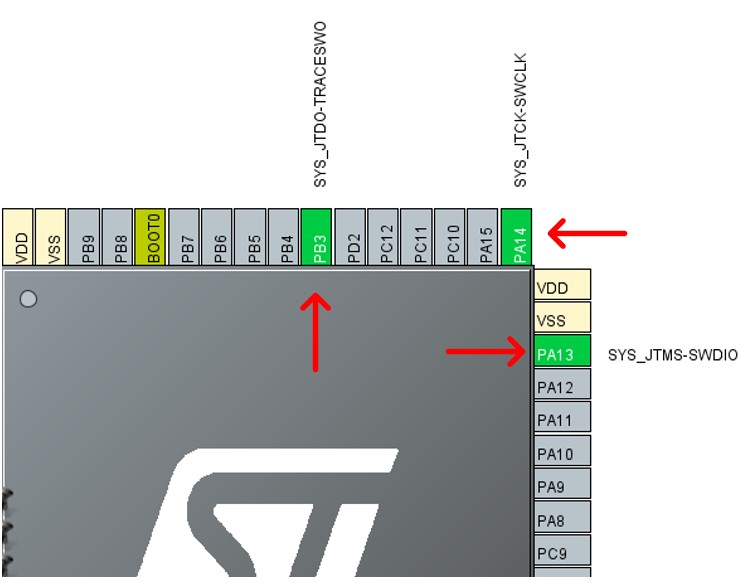 SYS_JTDO-TRACESWO
SYS_JTCK-SWCLK
VDD
VSS
PB9
PB8
BOOT0
PB7
PB6
PB5
PB4
PB3
PD2
PC12
PC11
PC10
PA15
PA14
VDD
VSS
PA13 SYS_JTMS-SWDIO
PA12
PA11
PA10
PA9
PA8
PC9
ST